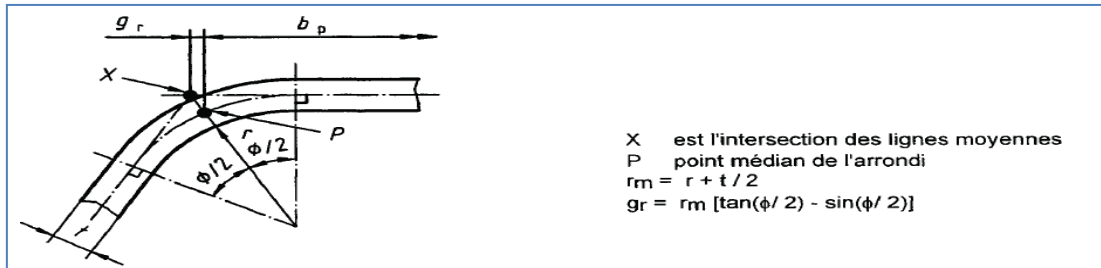 g r
b p
X
P
r
ϕ/2
ϕ/2
t
X est l'intersection des lignes moyennes
P point médian de l'arrondi
rm = r + t / 2
gr = rm [tan(ϕ/ 2) - sin(ϕ/ 2)]